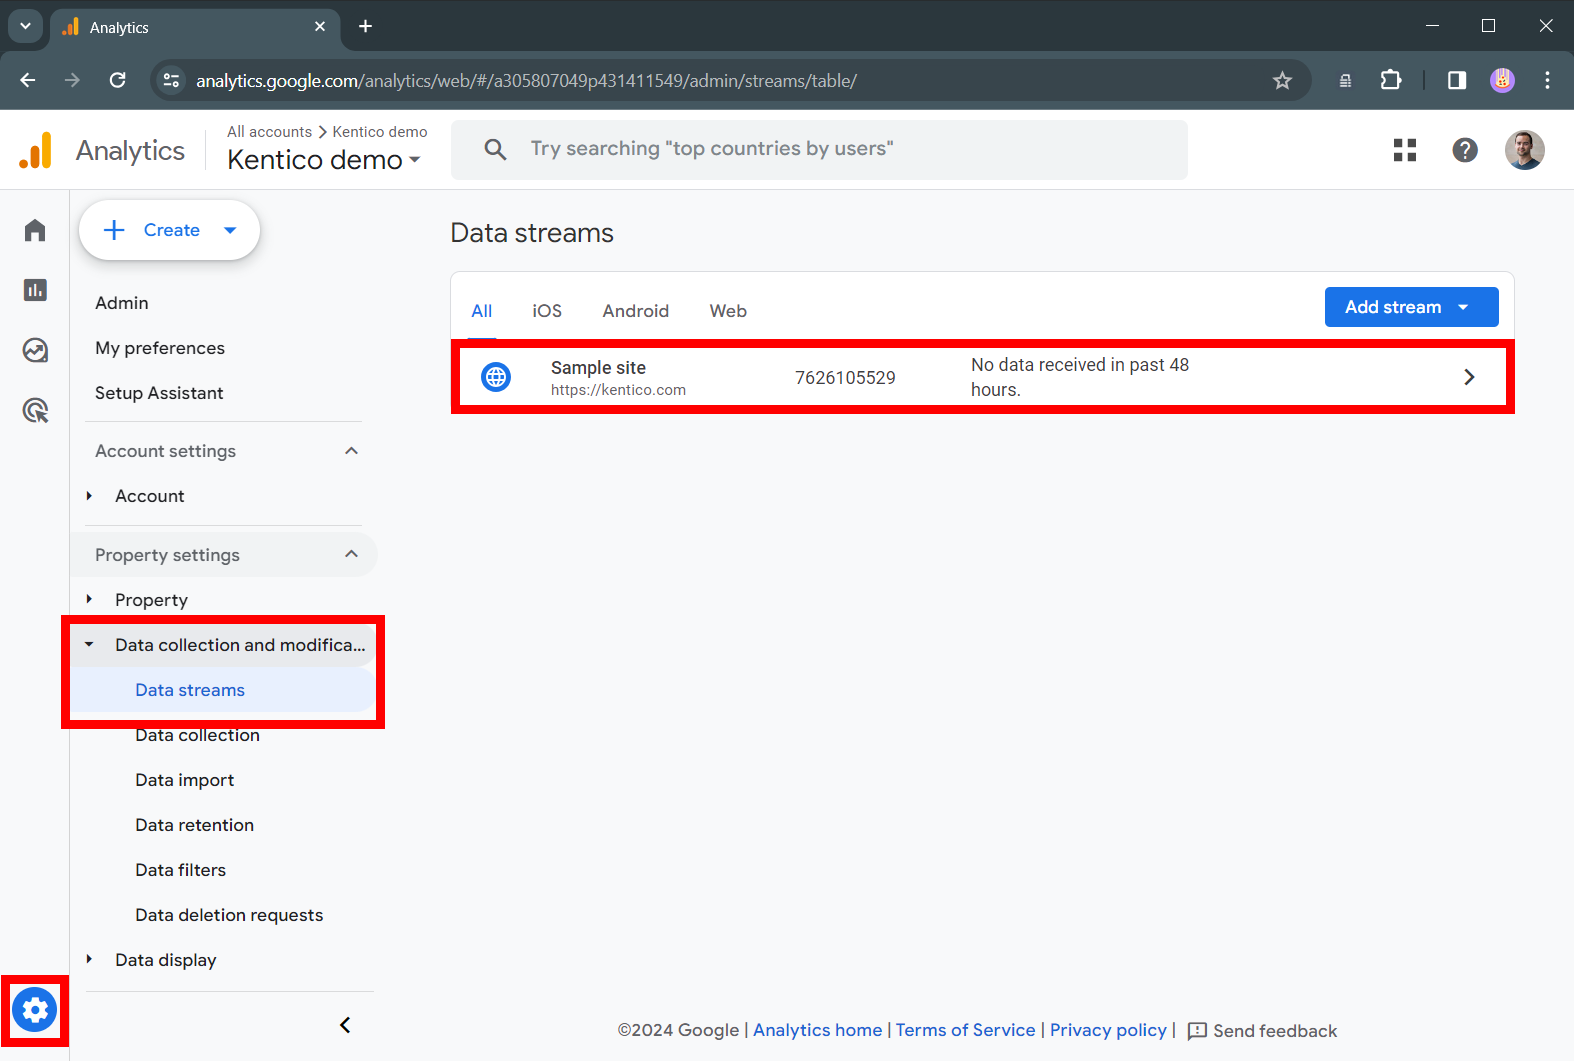 Analytics
analytics.google.com/analytics/web/#/a305807049p431411549/admin/streams/table/
Analytics
All accounts > Kentico demo
Kentico demo
Try searching "top countries by users"
Create
Admin
My preferences
Setup Assistant
Account settings
Account
Property settings
Property
Data collection and modifica...
Data streams
Data collection
Data import
Data retention
Data filters
Data deletion requests
Data display
Data streams
All iOS Android Web
Add stream
Sample site
https://kentico.com
7626105529
No data received in past 48
hours.
©2024 Google | Analytics home | Terms of Service | Privacy policy | Send feedback